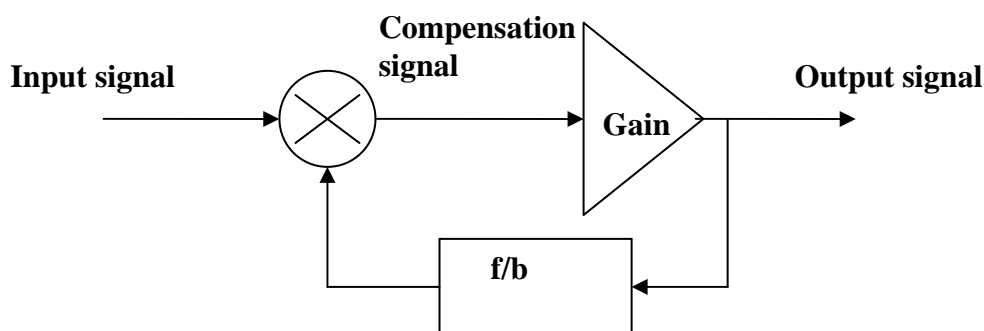 Compensation
signal
Input signal
Output signal
Gain
f/b